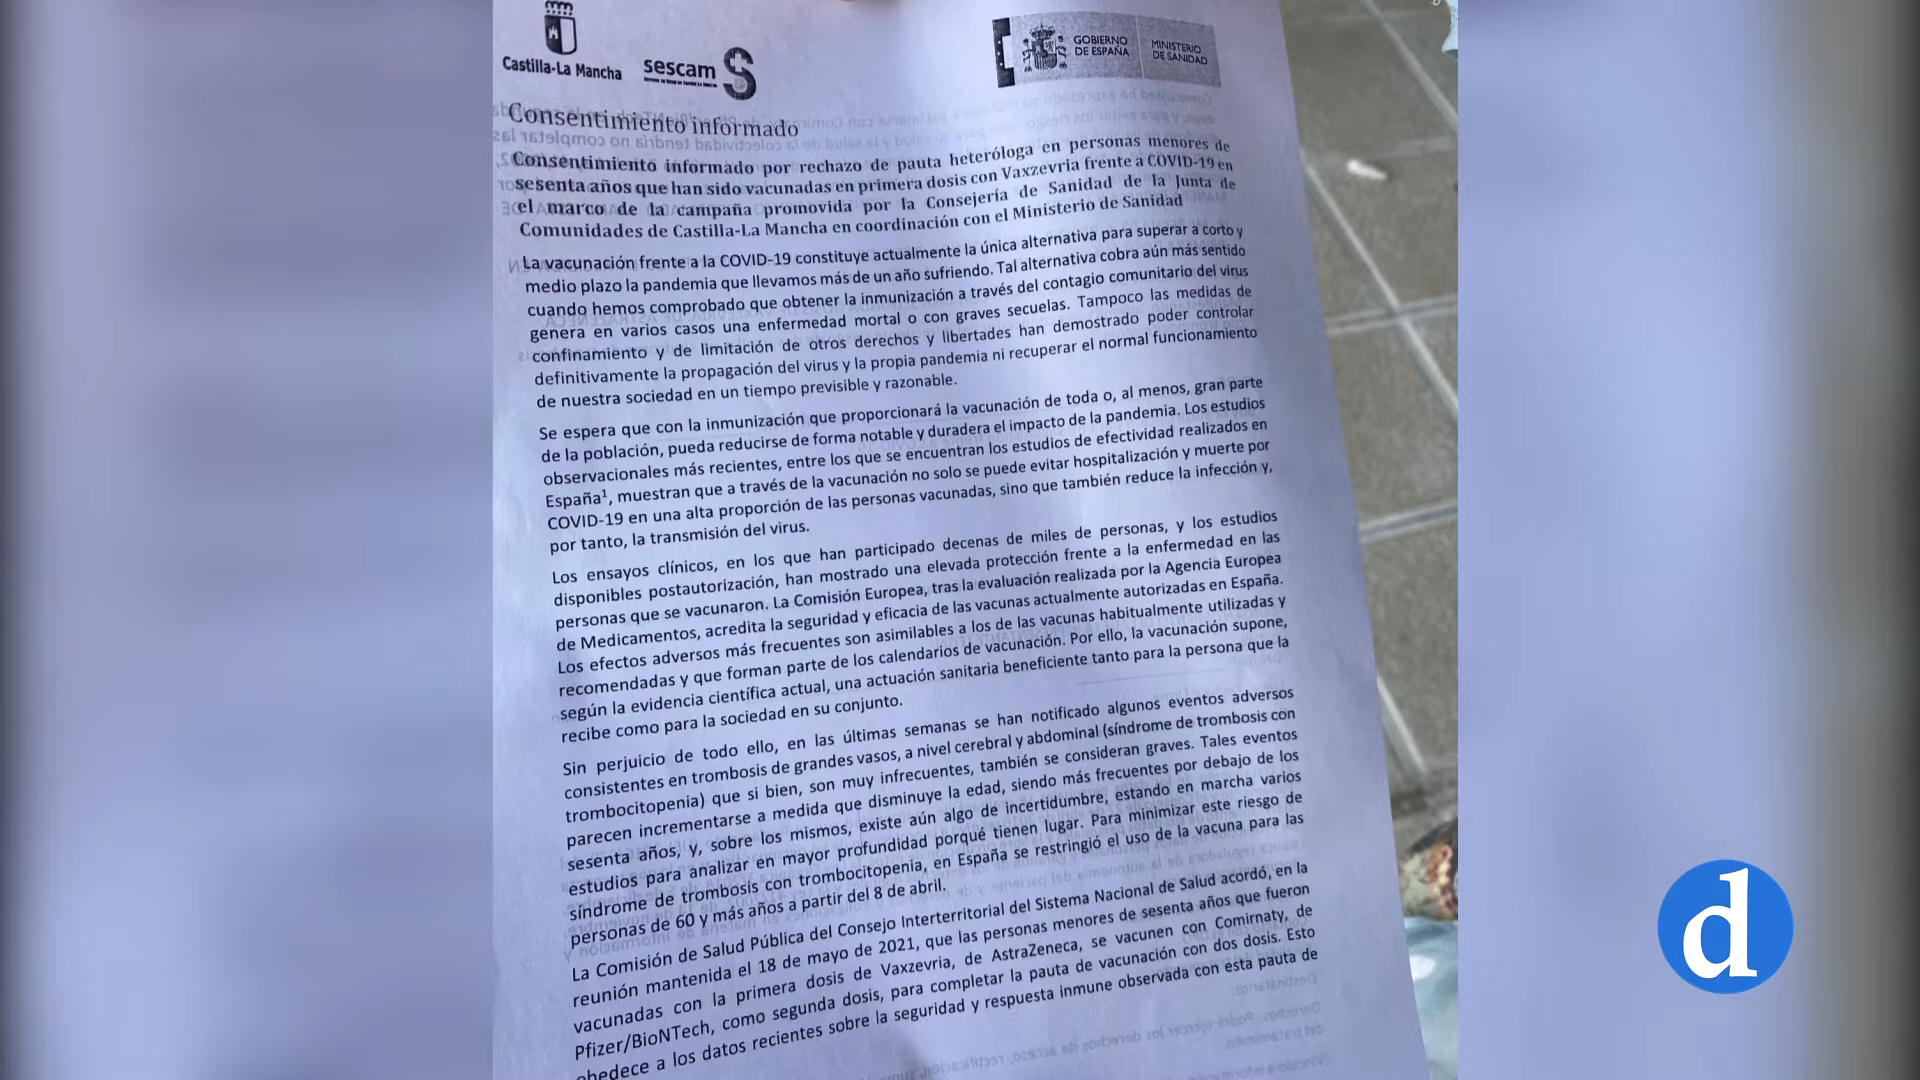 Castilla-La Mancha
sescam
GOBIERNO DE ESPAÑA
MINISTERIO DE SANIDAD
Consentimiento informado
Consentimiento informado por rechazo de pauta heteróloga en personas menores de
sesenta años que han sido vacunadas en primera dosis con Vaxzevria frente a COVID-19 en
el marco de la campaña promovida por la Consejería de Sanidad de la Junta de
Comunidades de Castilla-La Mancha en coordinación con el Ministerio de Sanidad
La vacunación frente a la COVID-19 constituye actualmente la única alternativa para superar a corto y
medio plazo la pandemia que llevamos más de un año sufriendo. Tal alternativa cobra aún más sentido
cuando hemos comprobado que obtener la inmunización a través del contagio comunitario del virus
genera en varios casos una enfermedad mortal o con graves secuelas. Tampoco las medidas de
confinamiento y de limitación de otros derechos y libertades han demostrado poder controlar
definitivamente la propagación del virus y la propia pandemia ni recuperar el normal funcionamiento
de nuestra sociedad en un tiempo previsible y razonable.
Se espera que con la inmunización que proporcionará la vacunación de toda o, al menos, gran parte
de la población, pueda reducirse de forma notable y duradera el impacto de la pandemia. Los estudios
observacionales más recientes, entre los que se encuentran los estudios de efectividad realizados en
España¹, muestran que a través de la vacunación no solo se puede evitar hospitalización y muerte por
COVID-19 en una alta proporción de las personas vacunadas, sino que también reduce la infección y,
por tanto, la transmisión del virus.
Los ensayos clínicos, en los que han participado decenas de miles de personas, y los estudios
disponibles postautorización, han mostrado una elevada protección frente a la enfermedad en las
personas que se vacunaron. La Comisión Europea, tras la evaluación realizada por la Agencia Europea
de Medicamentos, acredita la seguridad y eficacia de las vacunas actualmente autorizadas en España.
Los efectos adversos más frecuentes son asimilables a los de las vacunas habitualmente utilizadas y
recomendadas y que forman parte de los calendarios de vacunación. Por ello, la vacunación supone,
según la evidencia científica actual, una actuación sanitaria beneficiente tanto para la persona que la
recibe como para la sociedad en su conjunto.
Sin perjuicio de todo ello, en las últimas semanas se han notificado algunos eventos adversos
consistentes en trombosis de grandes vasos, a nivel cerebral y abdominal (síndrome de trombosis con
trombocitopenia) que si bien, son muy infrecuentes, también se consideran graves. Tales eventos
parecen incrementarse a medida que disminuye la edad, siendo más frecuentes por debajo de los
sesenta años, y, sobre los mismos, existe aún algo de incertidumbre, estando en marcha varios
estudios para analizar en mayor profundidad porqué tienen lugar. Para minimizar este riesgo de
síndrome de trombosis con trombocitopenia, en España se restringió el uso de la vacuna para las
personas de 60 y más años a partir del 8 de abril.
La Comisión de Salud Pública del Consejo Interterritorial del Sistema Nacional de Salud acordó, en la
reunión mantenida el 18 de mayo de 2021, que las personas menores de sesenta años que fueron
vacunadas con la primera dosis de Vaxzevria, de AstraZeneca, se vacunen con Comirnaty, de
Pfizer/BioNTech, como segunda dosis, para completar la pauta de vacunación con dos dosis. Esto
obedece a los datos recientes sobre la seguridad y respuesta inmune observada con esta pauta de
d